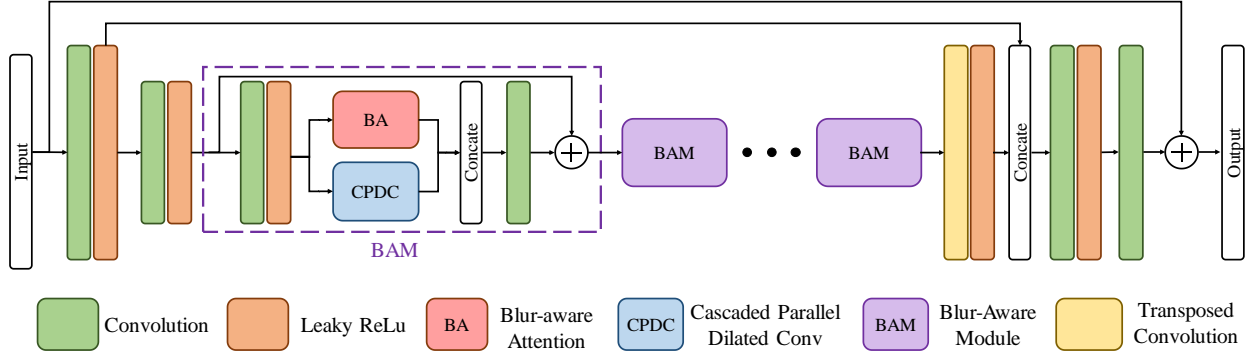 Input
BA
CPDC
Concate
BAM
BAM
BAM
Concate
Output
Convolution
Leaky ReLu
BA
Blur-aware
Attention
CPDC
Cascaded Parallel
Dilated Conv
BAM
Blur-Aware
Module
Transposed
Convolution